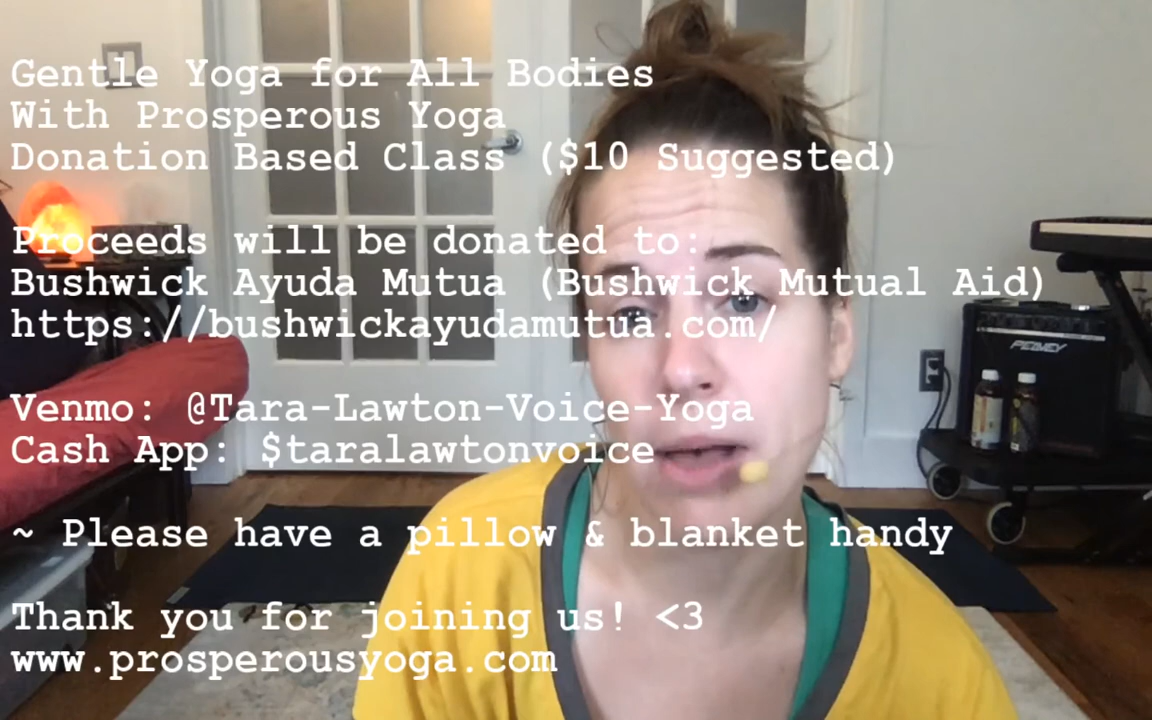 Gentle Yoga for All Bodies
With Prosperous Yoga
Donation Based Class ($10 Suggested)
Proceeds will be donated to:
Bushwick Ayuda Mutua (Bushwick Mutual Aid)
https://bushwickayudamutua.com/
PEAVEY
Venmo: @Tara-Lawton-Voice-Yoga
Cash App: $taralawtonvoice
~ Please have a pillow & blanket handy
Thank you for joining us! <3
www.prosperousyoga.com